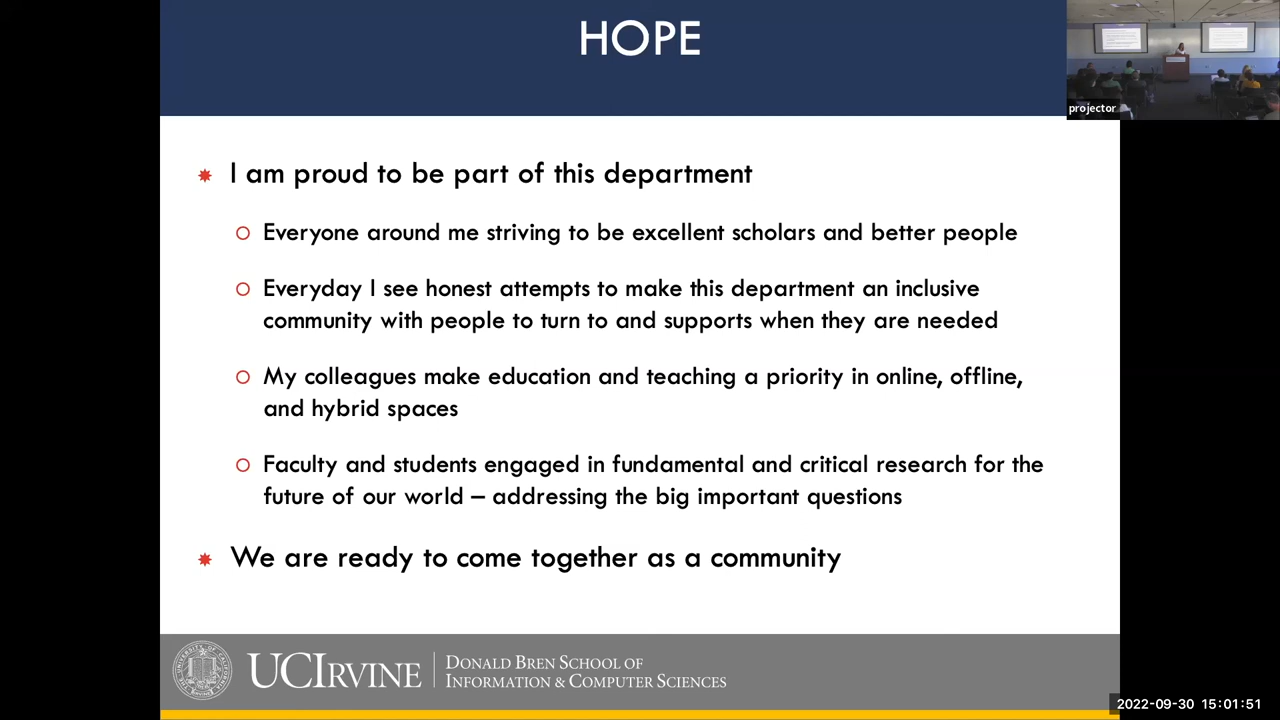 HOPE
projector
I am proud to be part of this department
Everyone around me striving to be excellent scholars and better people
Everyday I see honest attempts to make this department an inclusive
community with people to turn to and supports when they are needed
My colleagues make education and teaching a priority in online, offline,
and hybrid spaces
Faculty and students engaged in fundamental and critical research for the
future of our world – addressing the big important questions
We are ready to come together as a community
UCIRVINE
DONALD BREN SCHOOL OF
INFORMATION & COMPUTER SCIENCES
2022-09-30 15:01:51